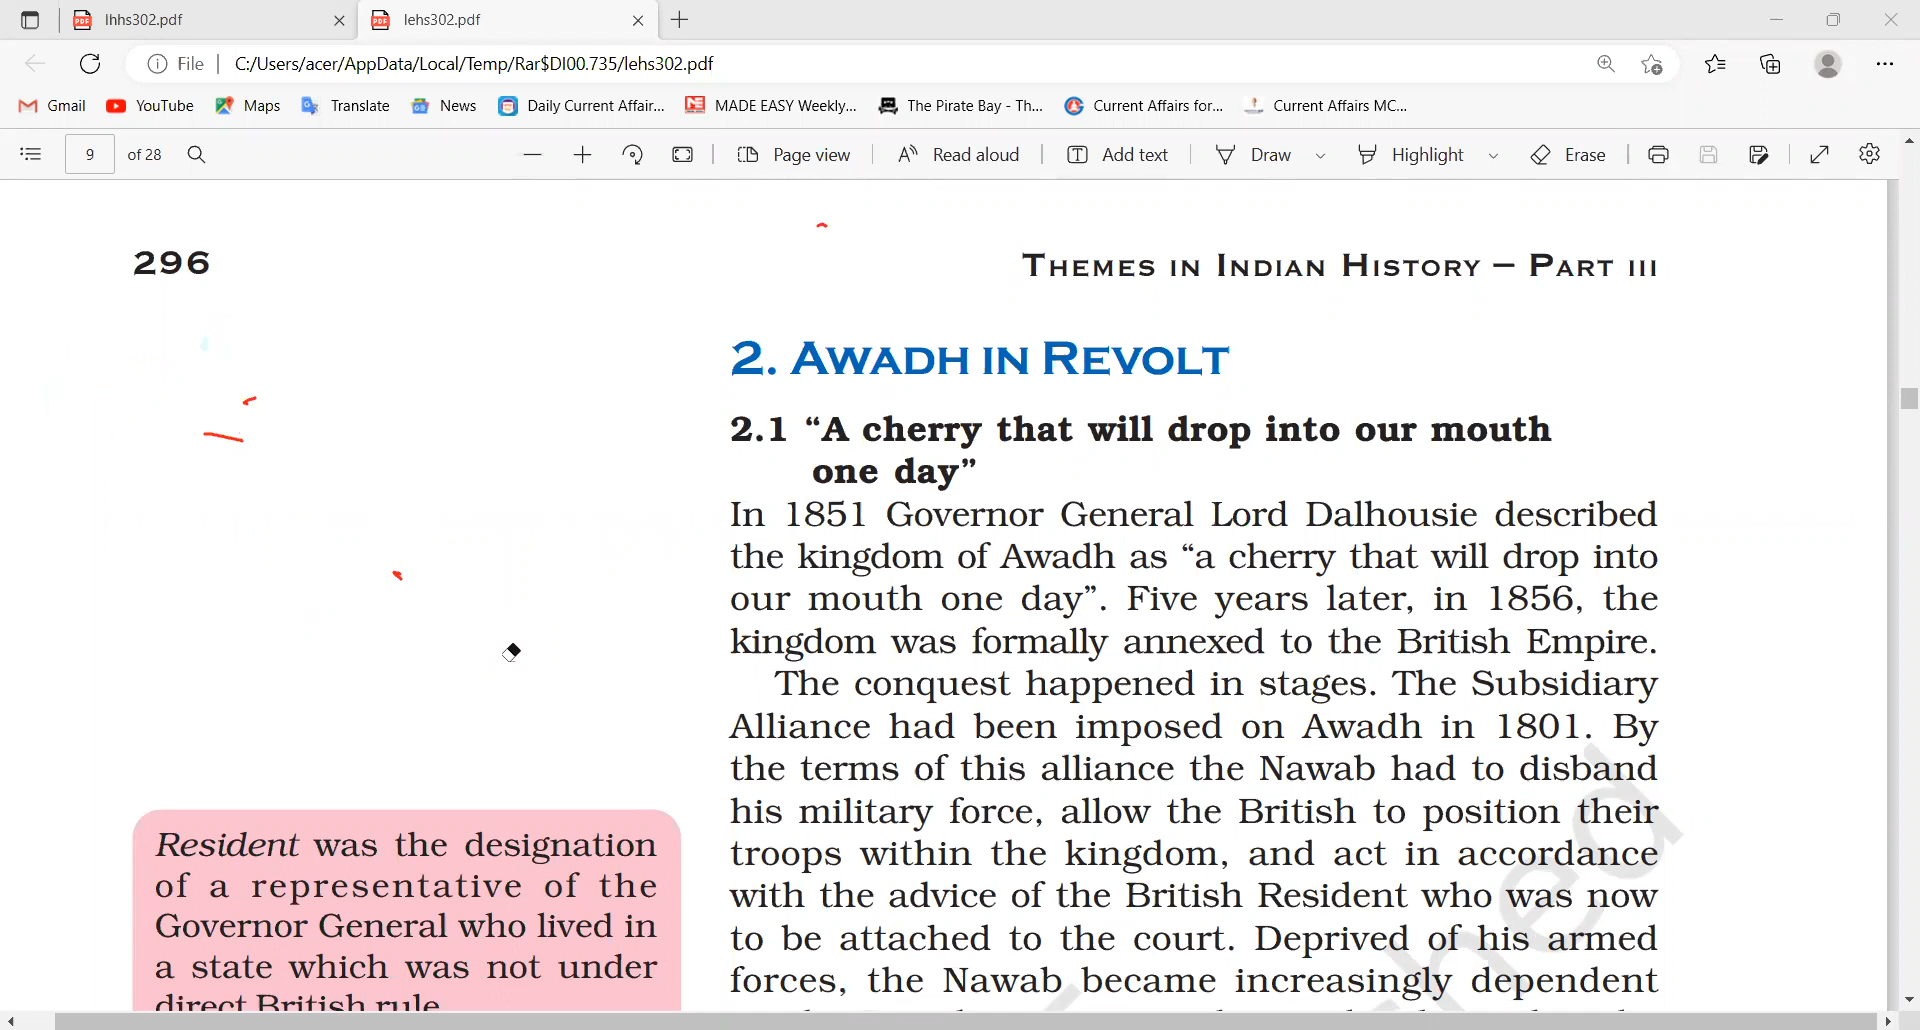 lhhs302.pdf
lehs302.pdf
File
C:/Users/acer/AppData/Local/Temp/Rar$DI00.735/lehs302.pdf
Gmail
YouTube
Maps
Translate
News
Daily Current Affair...
MADE EASY Weekly...
The Pirate Bay - Th...
Current Affairs for...
Current Affairs MC...
9 of 28
Page view
Read aloud
Add text
Draw
Highlight
Erase
296
THEMES IN INDIAN HISTORY – PART III
2. AWADH IN REVOLT
2.1 “A cherry that will drop into our mouth
one day”
In 1851 Governor General Lord Dalhousie described
the kingdom of Awadh as “a cherry that will drop into
our mouth one day”. Five years later, in 1856, the
kingdom was formally annexed to the British Empire.
The conquest happened in stages. The Subsidiary
Alliance had been imposed on Awadh in 1801. By
the terms of this alliance the Nawab had to disband
his military force, allow the British to position their
troops within the kingdom, and act in accordance
with the advice of the British Resident who was now
to be attached to the court. Deprived of his armed
forces, the Nawab became increasingly dependent
Resident was the designation
of a representative of the
Governor General who lived in
a state which was not under
direct British rule.